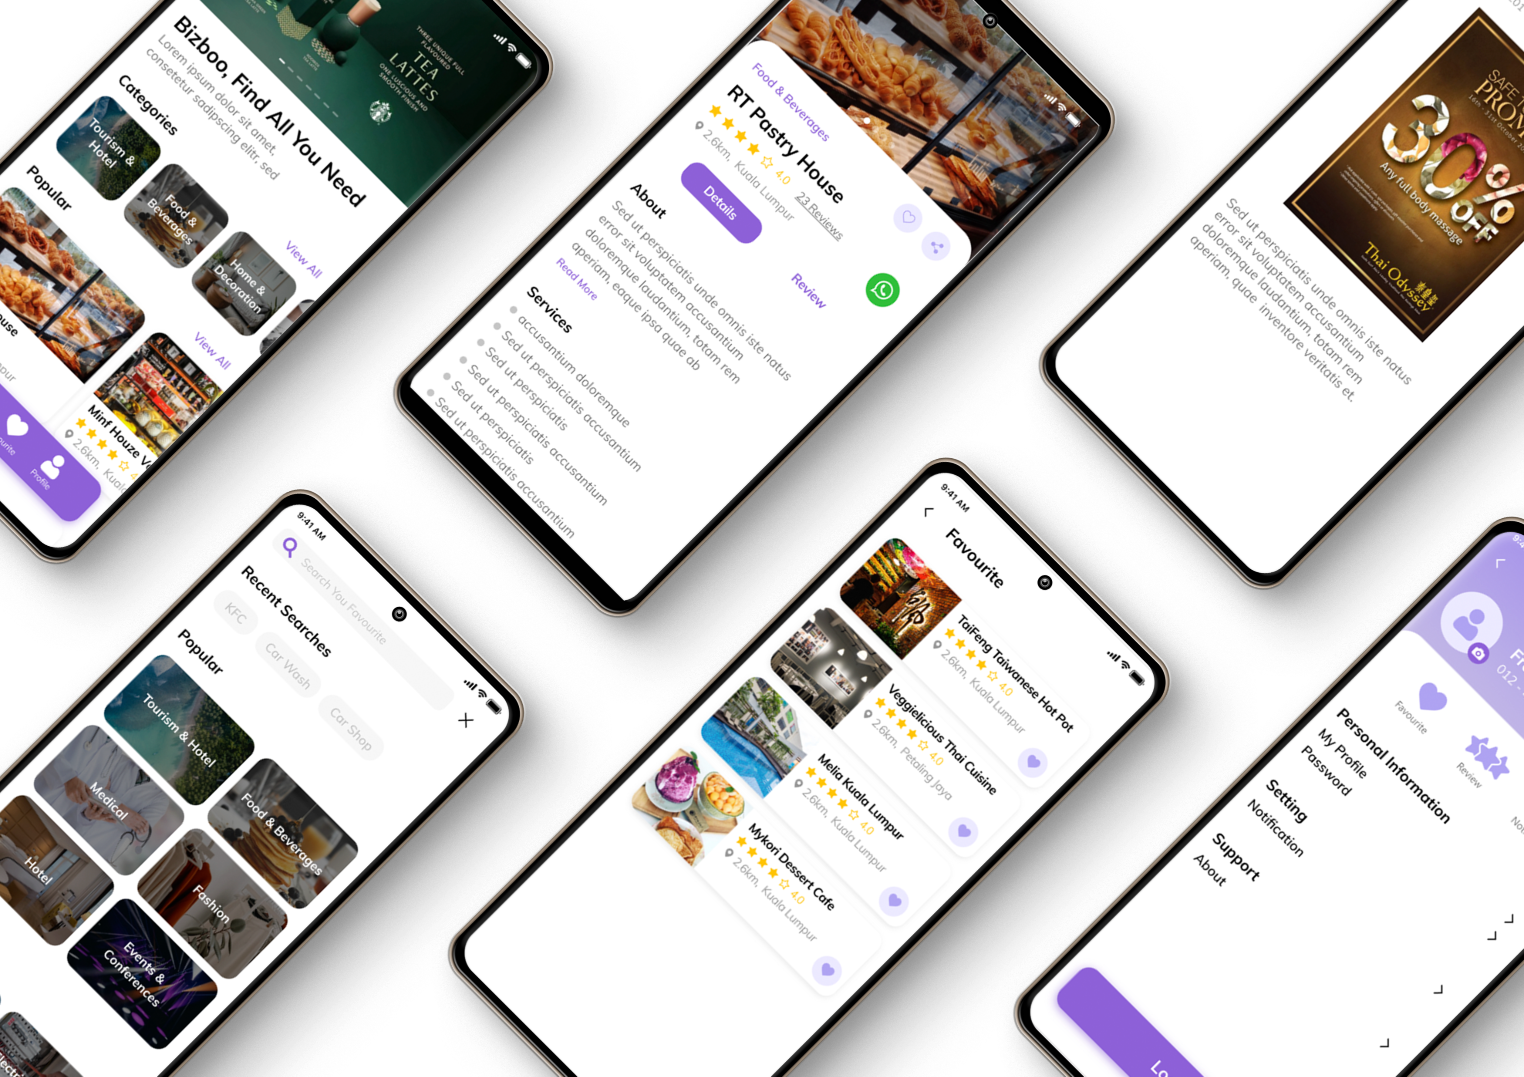 THREE UNIQUE FULL
FLAVOURED
TEA
LATTES
ONE LUSCIOUS AND
SMOOTH FINISH
Bizboo, Find All You Need
Lorem ipsum dolor sit amet,
consetetur sadipscing elitr, sed
Categories
View All
Tourism &
Hotel
Food &
Beverages
Home &
Decoration
Popular
View All
Minf Houze
2.6km,
Profile
Food & Beverages
RT Pastry House
4.0
23 Reviews
2.6km, Kuala Lumpur
Details
Review
About
Sed ut perspiciatis unde omnis iste natus
error sit voluptatem accusantium
doloremque laudantium, totam rem
aperiam, eaque ipsa quae ab
Read More
Services
accusantium doloremque
Sed ut perspiciatis accusantium
Sed ut perspiciatis
Sed ut perspiciatis accusantium
Sed ut perspiciatis
Sed ut perspiciatis accusantium
30%
OFF
Any full body massage
Thai Odyssey
Sed ut perspiciatis unde omnis iste natus
error sit voluptatem accusantium
doloremque laudantium, totam rem
aperiam, quae inventore veritatis et.
9:41 AM
Search You Favourite
Recent Searches
KFC
Car Wash
Car Shop
Popular
Tourism & Hotel
Food & Beverages
Medical
Fashion
Hotel
Events &
Conferences
9:41 AM
Favourite
TaiFeng Taiwanese Hot Pot
4.0
2.6km, Kuala Lumpur
Veggielicious Thai Cuisine
4.0
2.6km, Petaling Jaya
Melia Kuala Lumpur
4.0
2.6km, Kuala Lumpur
Mykori Dessert Cafe
4.0
2.6km, Kuala Lumpur
012 -
Favourite
Review
Personal Information
My Profile
Password
Setting
Notification
Support
About